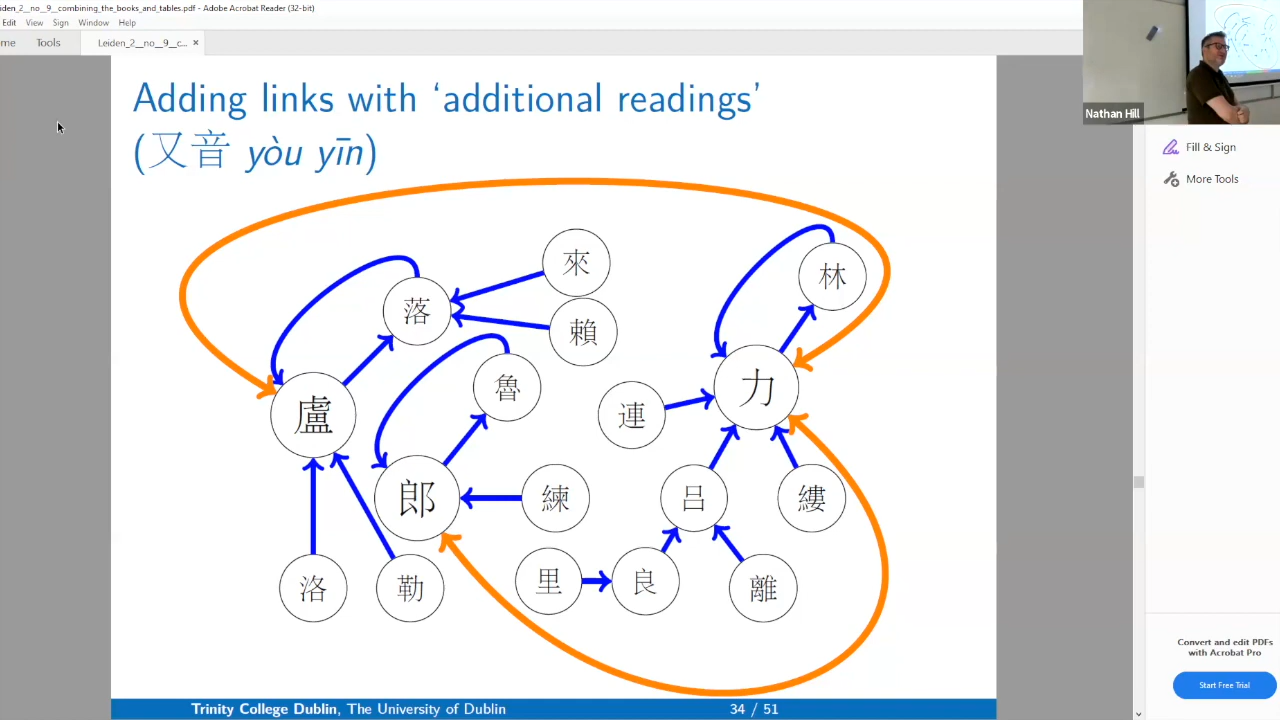 eiden_2__no__9__combining_the_books_and_tables.pdf - Adobe Acrobat Reader (32-bit)
Edit View Sign Window Help
me Tools Leiden_2__no__9__c... ×
Adding links with ‘additional readings’
(又音 yòu yīn)
Nathan Hill
Fill & Sign
More Tools
來
林
落
賴
魯
力
盧
連
郎
練
呂
縷
洛
勒
里
良
離
Convert and edit PDFs
with Acrobat Pro
Start Free Trial
Trinity College Dublin, The University of Dublin 34 / 51